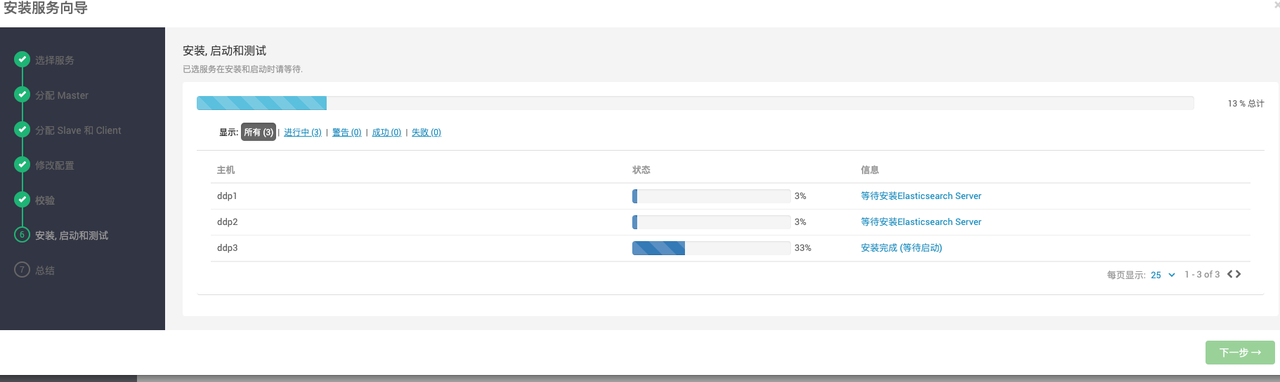 安装服务向导
选择服务
分配 Master
分配 Slave 和 Client
修改配置
校验
6 安装, 启动和测试
7 总结
安装, 启动和测试
已选服务在安装和启动时请等待.
13 % 总计
显示: 所有 (3) | 进行中 (3) | 警告 (0) | 成功 (0) | 失败 (0)
主机 状态 信息
ddp1 3% 等待安装Elasticsearch Server
ddp2 3% 等待安装Elasticsearch Server
ddp3 33% 安装完成 (等待启动)
每页显示: 25 1 - 3 of 3
下一步 →